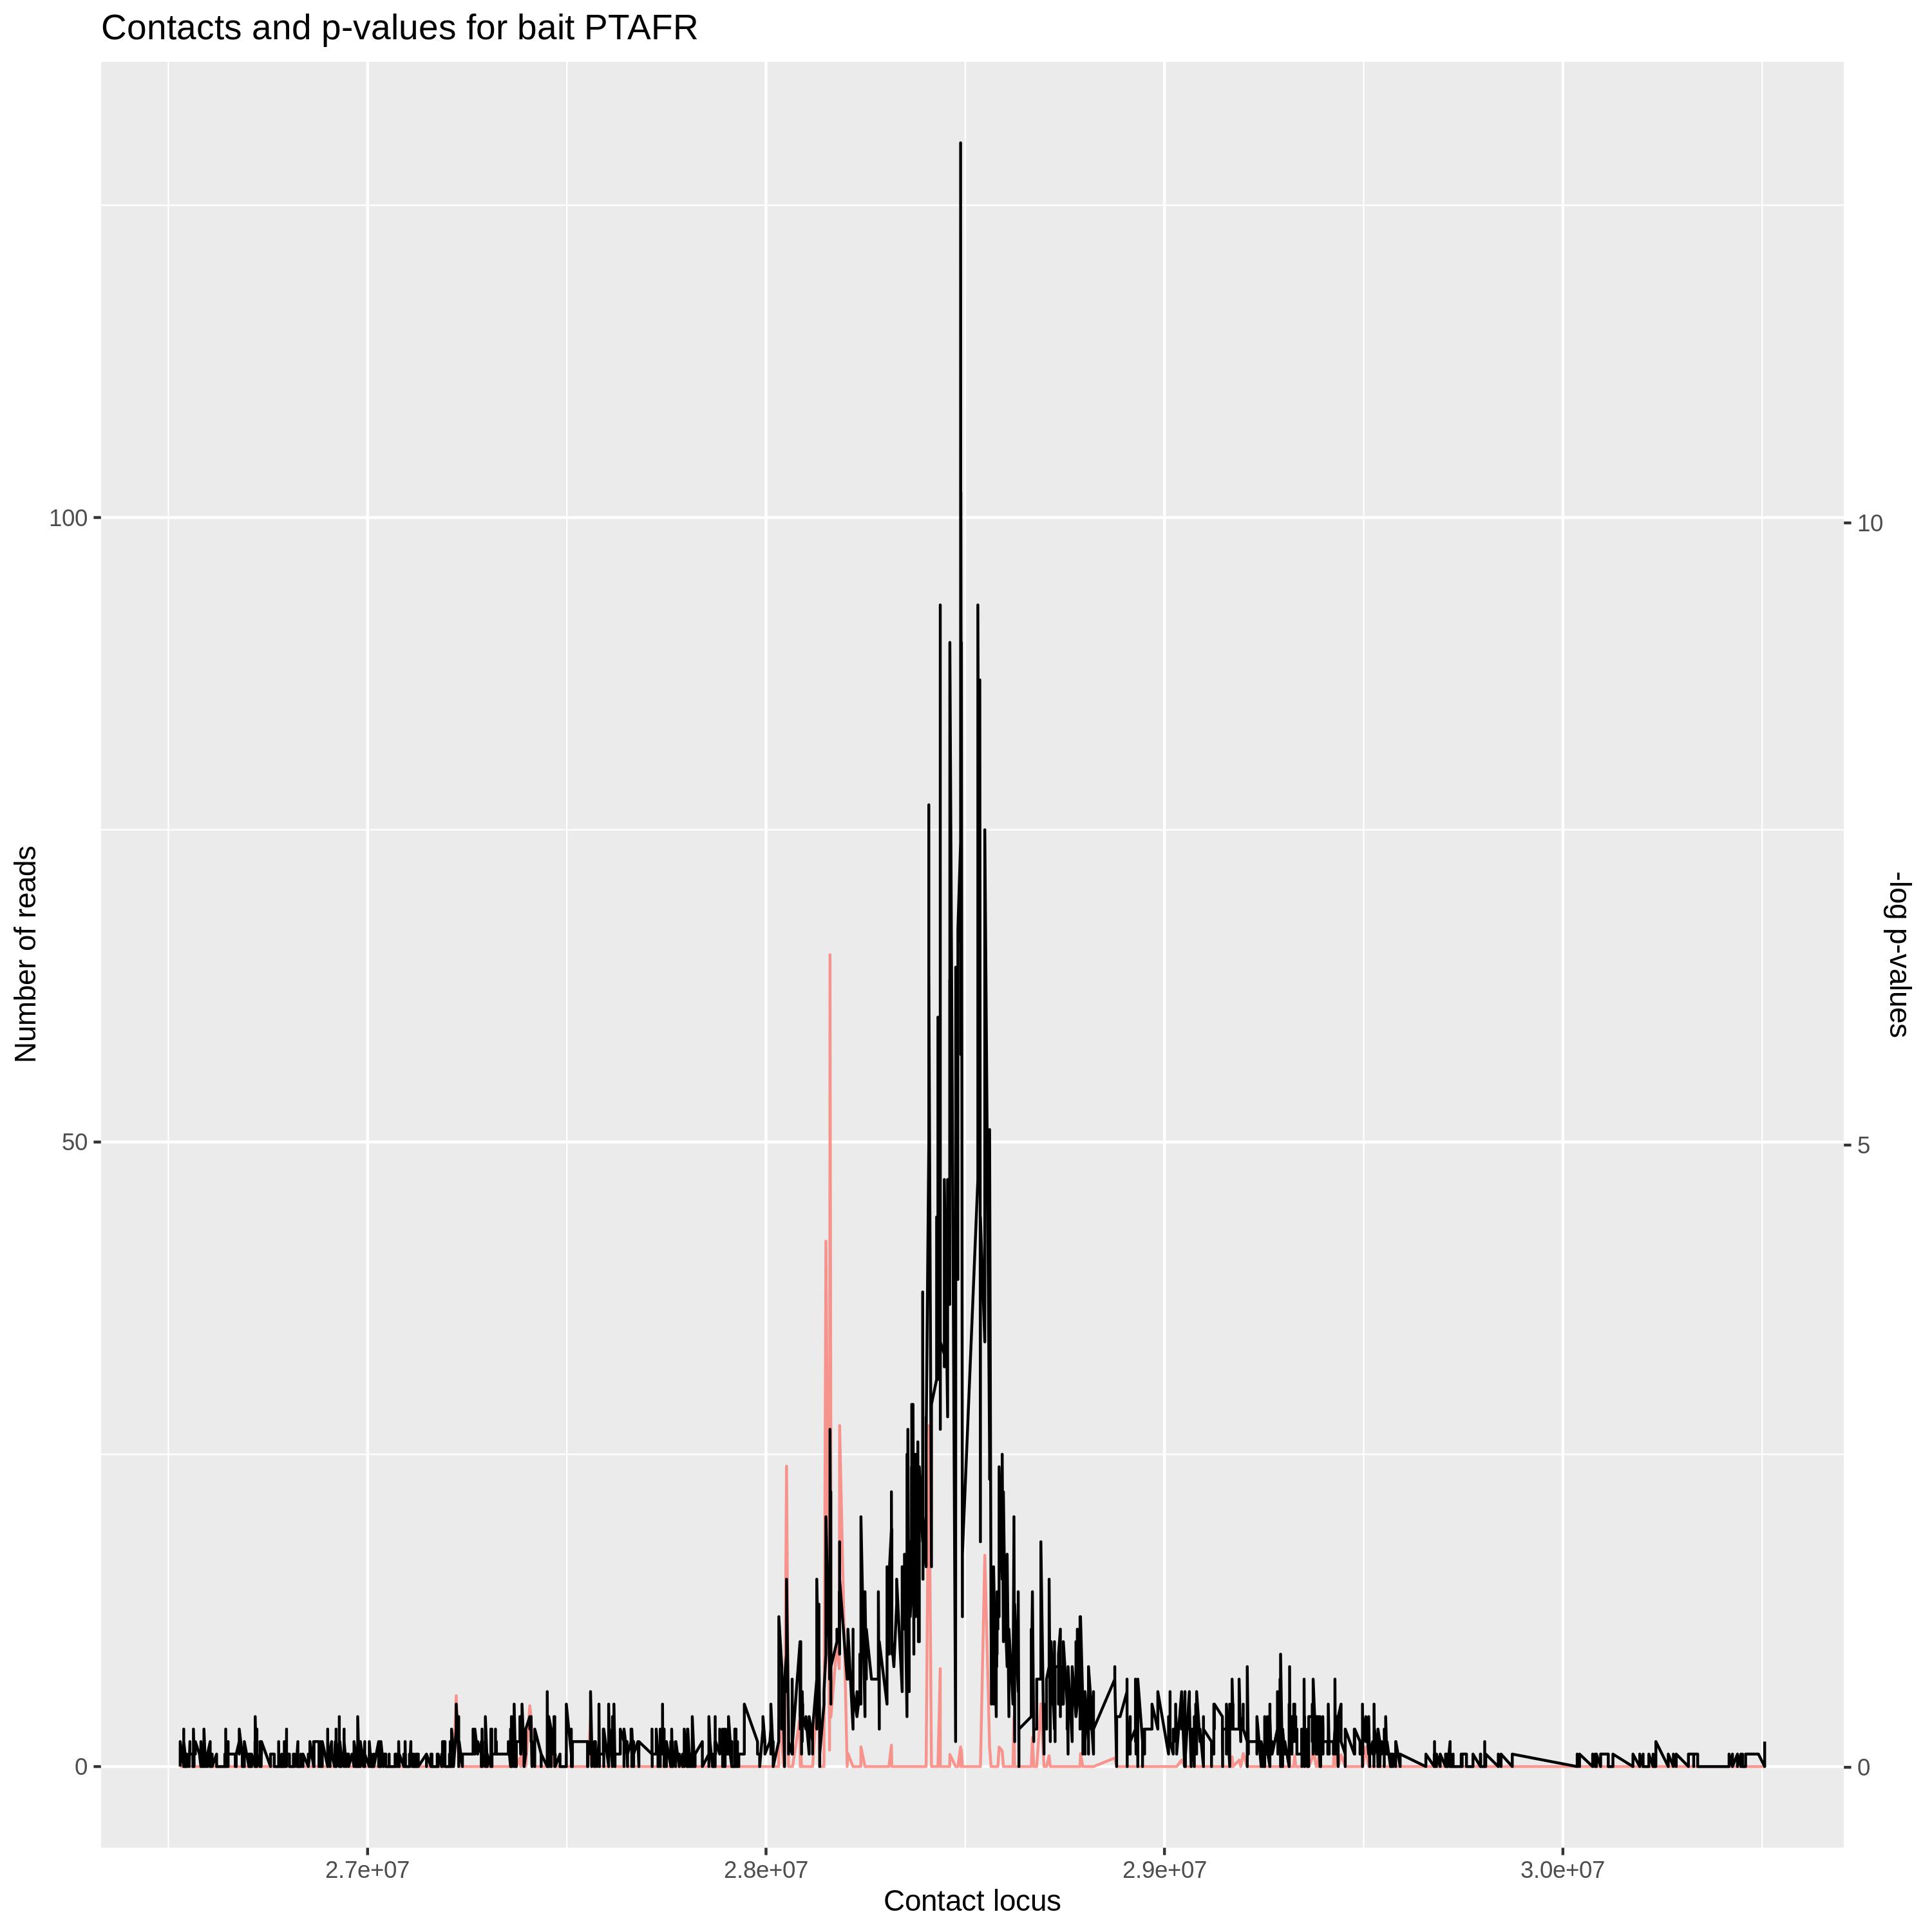 Contacts and p-values for bait PTAFR
100
50
0
Number of reads
10
5
0
-log p-values
2.7e+07
2.8e+07
2.9e+07
3.0e+07
Contact locus